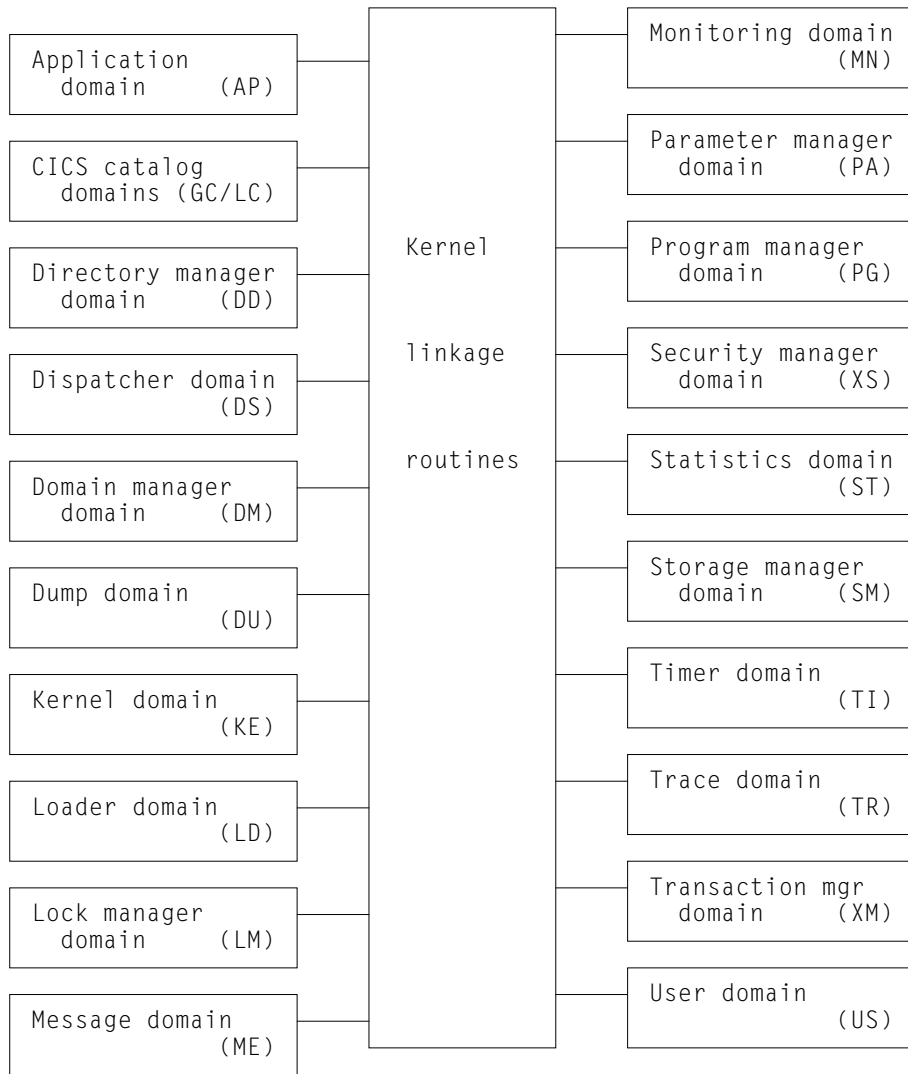 Application
domain (AP)
CICS catalog
domains (GC/LC)
Directory manager
domain (DD)
Dispatcher domain
(DS)
Domain manager
domain (DM)
Dump domain
(DU)
Kernel domain
(KE)
Loader domain
(LD)
Lock manager
domain (LM)
Message domain
(ME)
Kernel
linkage
routines
Monitoring domain
(MN)
Parameter manager
domain (PA)
Program manager
domain (PG)
Security manager
domain (XS)
Statistics domain
(ST)
Storage manager
domain (SM)
Timer domain
(TI)
Trace domain
(TR)
Transaction mgr
domain (XM)
User domain
(US)